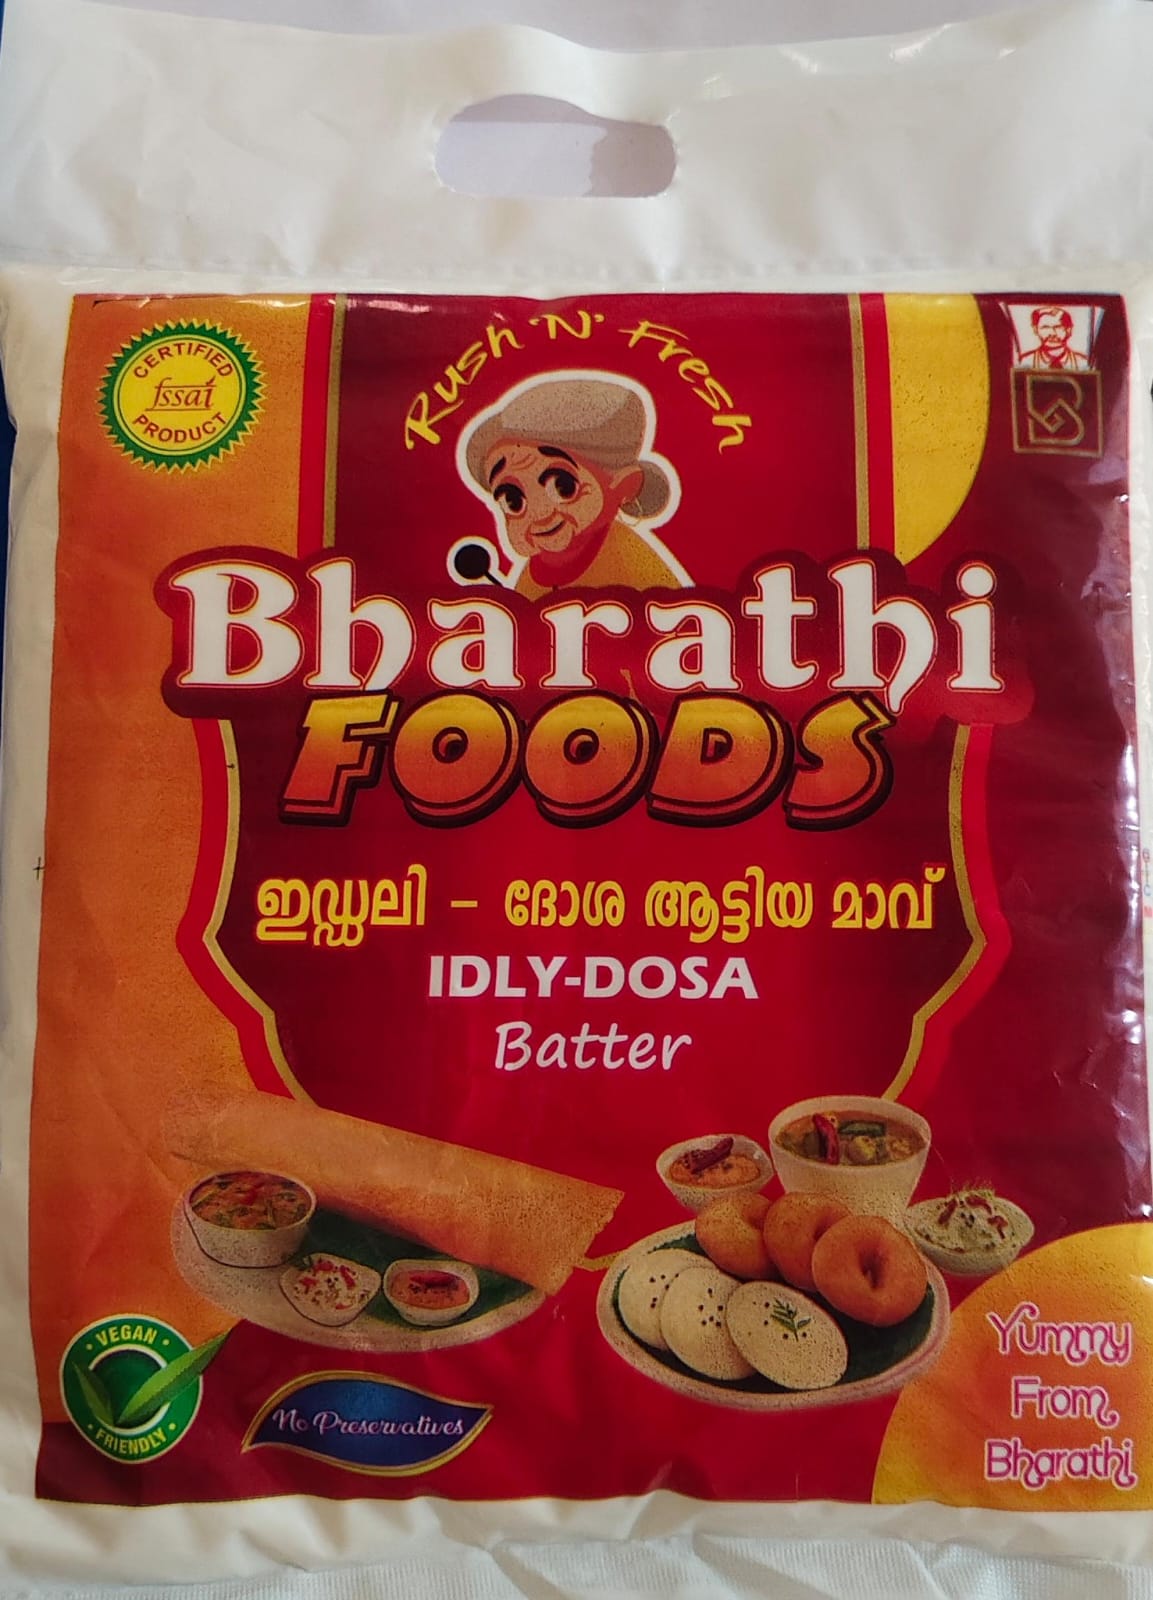 Rush 'N' Fresh
CERTIFIED
fssai
PRODUCT
B
Bharathi
FOODS
ഇഡ്ഡലി - ദോശ ആട്ടിയ മാവ്
IDLY-DOSA
Batter
VEGAN
FRIENDLY
No Preservatives
Yummy
From
Bharathi